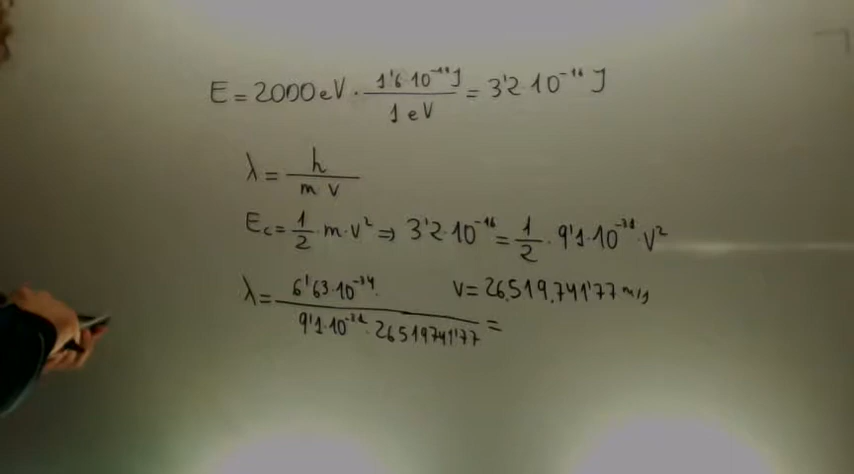 E = 2000 eV · 1'6·10⁻¹⁹J / 1 eV = 3'2·10⁻¹⁶ J
λ = h / m v
Ec = 1/2 · m·v² ⇒ 3'2·10⁻¹⁶ = 1/2 · 9'1·10⁻³¹ · v²
λ = 6'63·10⁻³⁴ / 9'1·10⁻³¹ · 26519741'77 =
v = 26.519.741'77 m/s